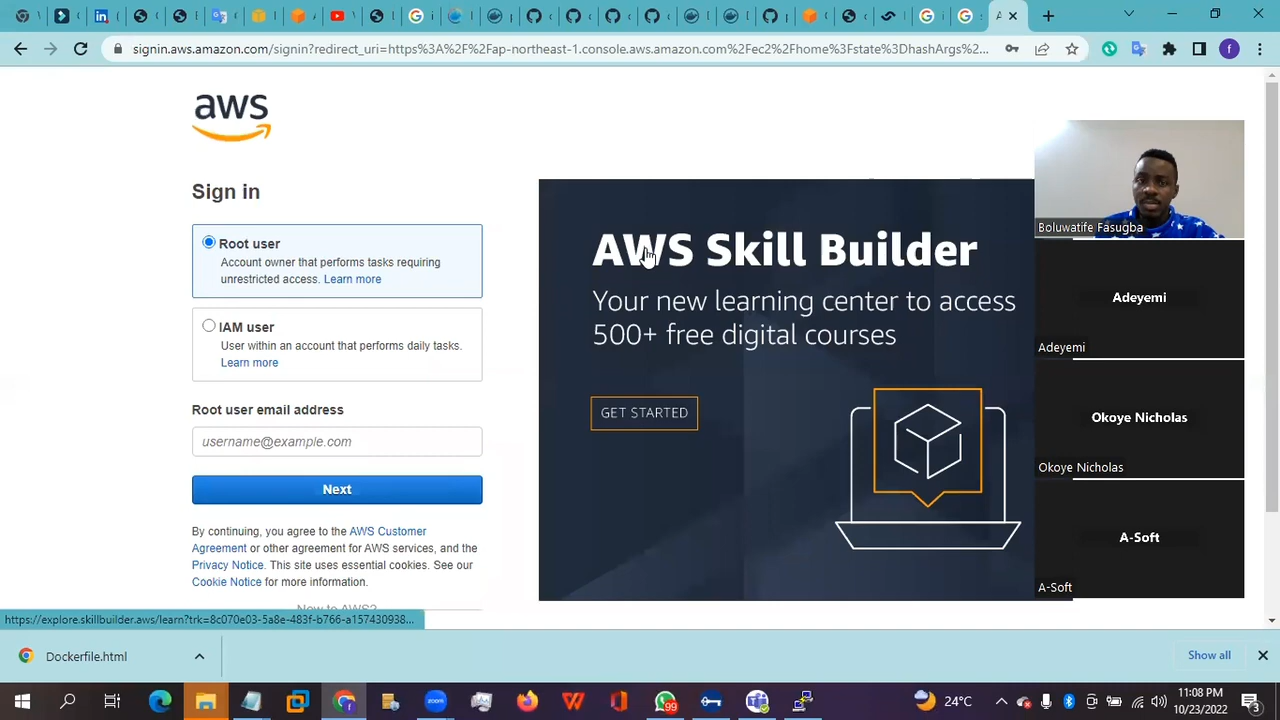 signin.aws.amazon.com/signin?redirect_uri=https%3A%2F%2Fap-northeast-1.console.aws.amazon.com%2Fec2%2Fhome%3Fstate%3DhashArgs%2...
f
aws
Sign in
Root user
Account owner that performs tasks requiring
unrestricted access. Learn more
IAM user
User within an account that performs daily tasks.
Learn more
Root user email address
username@example.com
Next
By continuing, you agree to the AWS Customer
Agreement or other agreement for AWS services, and the
Privacy Notice. This site uses essential cookies. See our
Cookie Notice for more information.
New to AWS?
AWS Skill Builder
Your new learning center to access
500+ free digital courses
GET STARTED
Boluwatife Fasugba
Adeyemi
Adeyemi
Okoye Nicholas
Okoye Nicholas
A-Soft
A-Soft
https://explore.skillbuilder.aws/learn?trk=8c070e03-5a8e-483f-b766-a157430938...
Dockerfile.html
Show all
zoom
99
24°C
11:08 PM
10/23/2022
3